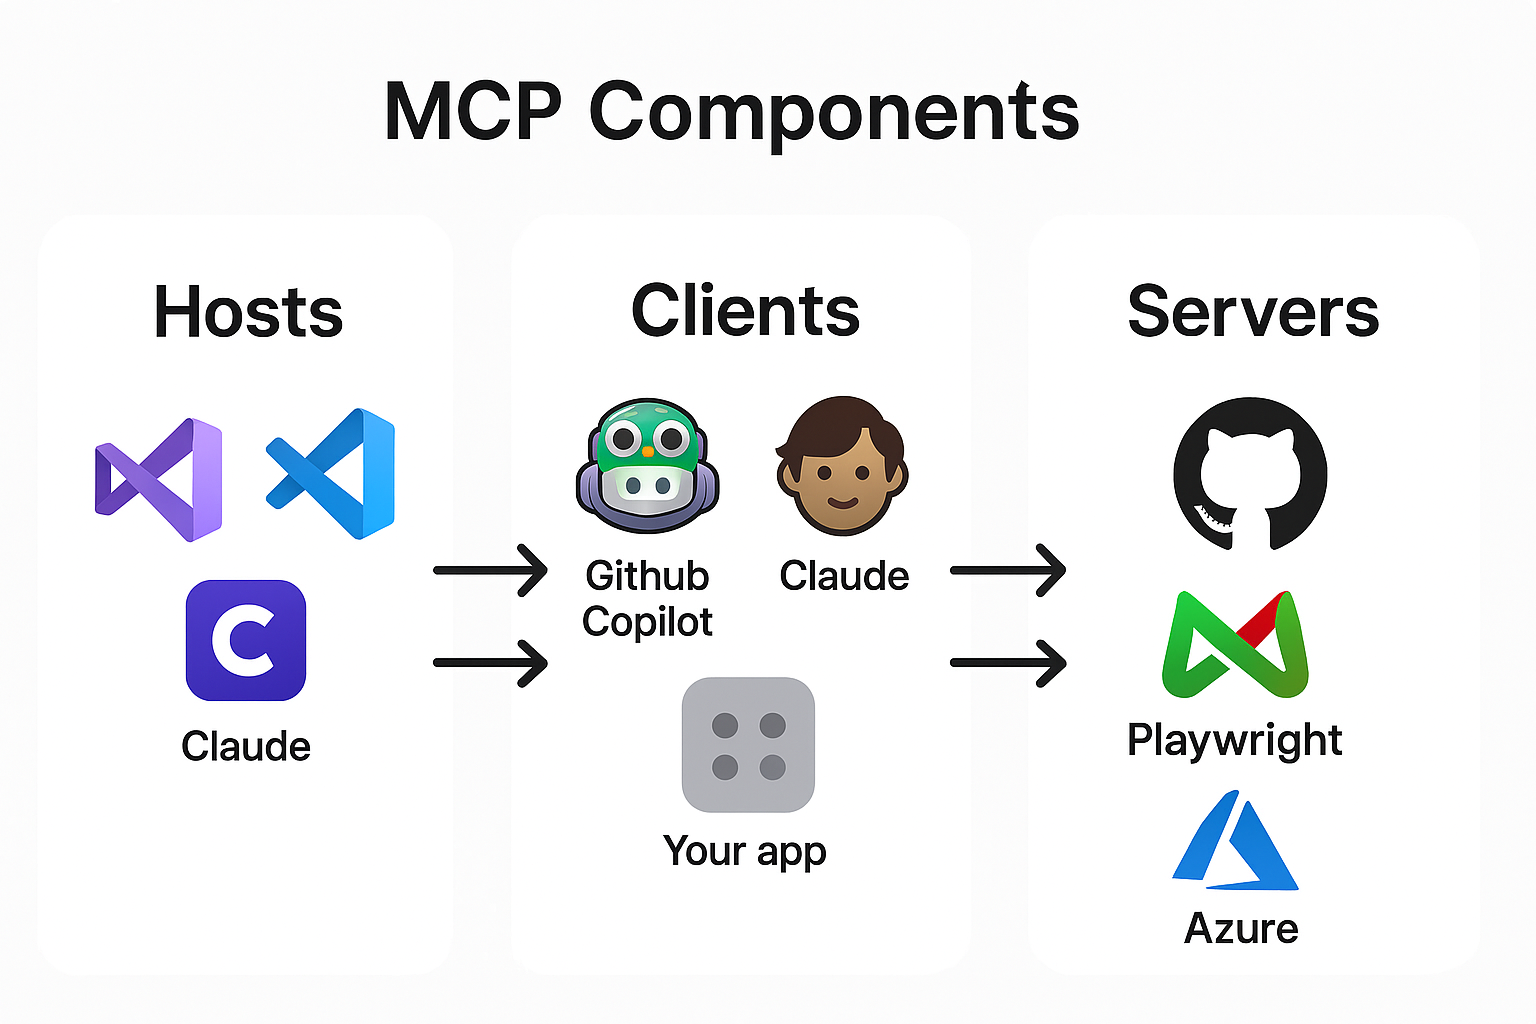 MCP Components
Hosts
Claude
Clients
Github
Copilot
Claude
Your app
Servers
Playwright
Azure